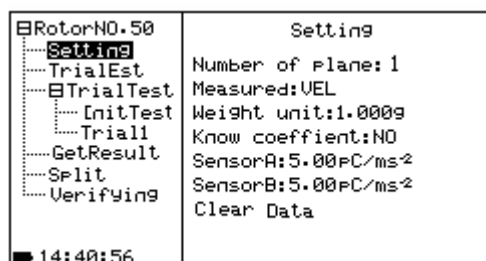 RotorNO.50
Setting
TrialEst
TrialTest
InitTest
Trial1
GetResult
Split
Verifying
14:40:56
Setting
Number of plane: 1
Measured:VEL
Weight unit:1.000g
Know coeffient:NO
SensorA:5.00PC/ms-2
SensorB:5.00PC/ms-2
Clear Data